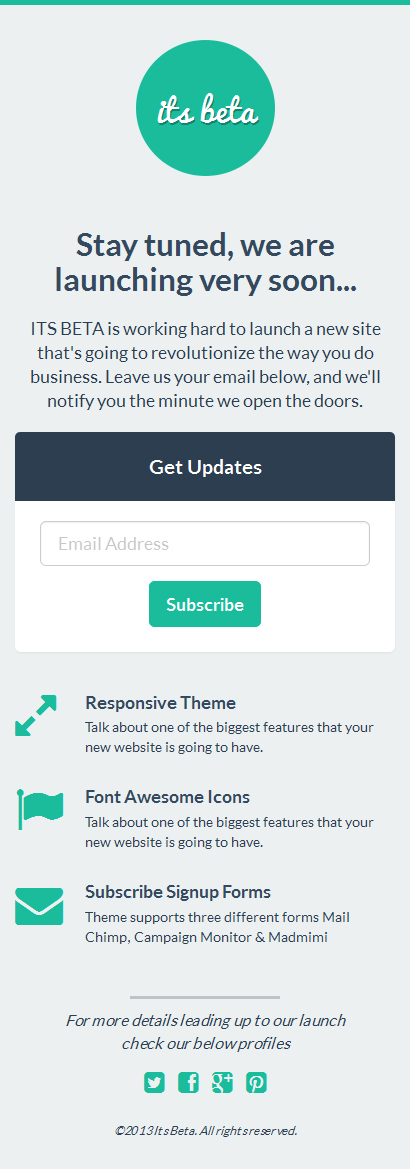 its beta
Stay tuned, we are
launching very soon...
ITS BETA is working hard to launch a new site
that's going to revolutionize the way you do
business. Leave us your email below, and we'll
notify you the minute we open the doors.
Get Updates
Email Address
Subscribe
Responsive Theme
Talk about one of the biggest features that your
new website is going to have.
Font Awesome Icons
Talk about one of the biggest features that your
new website is going to have.
Subscribe Signup Forms
Theme supports three different forms Mail
Chimp, Campaign Monitor & Madmimi
For more details leading up to our launch
check our below profiles
©2013 Its Beta. All rights reserved.